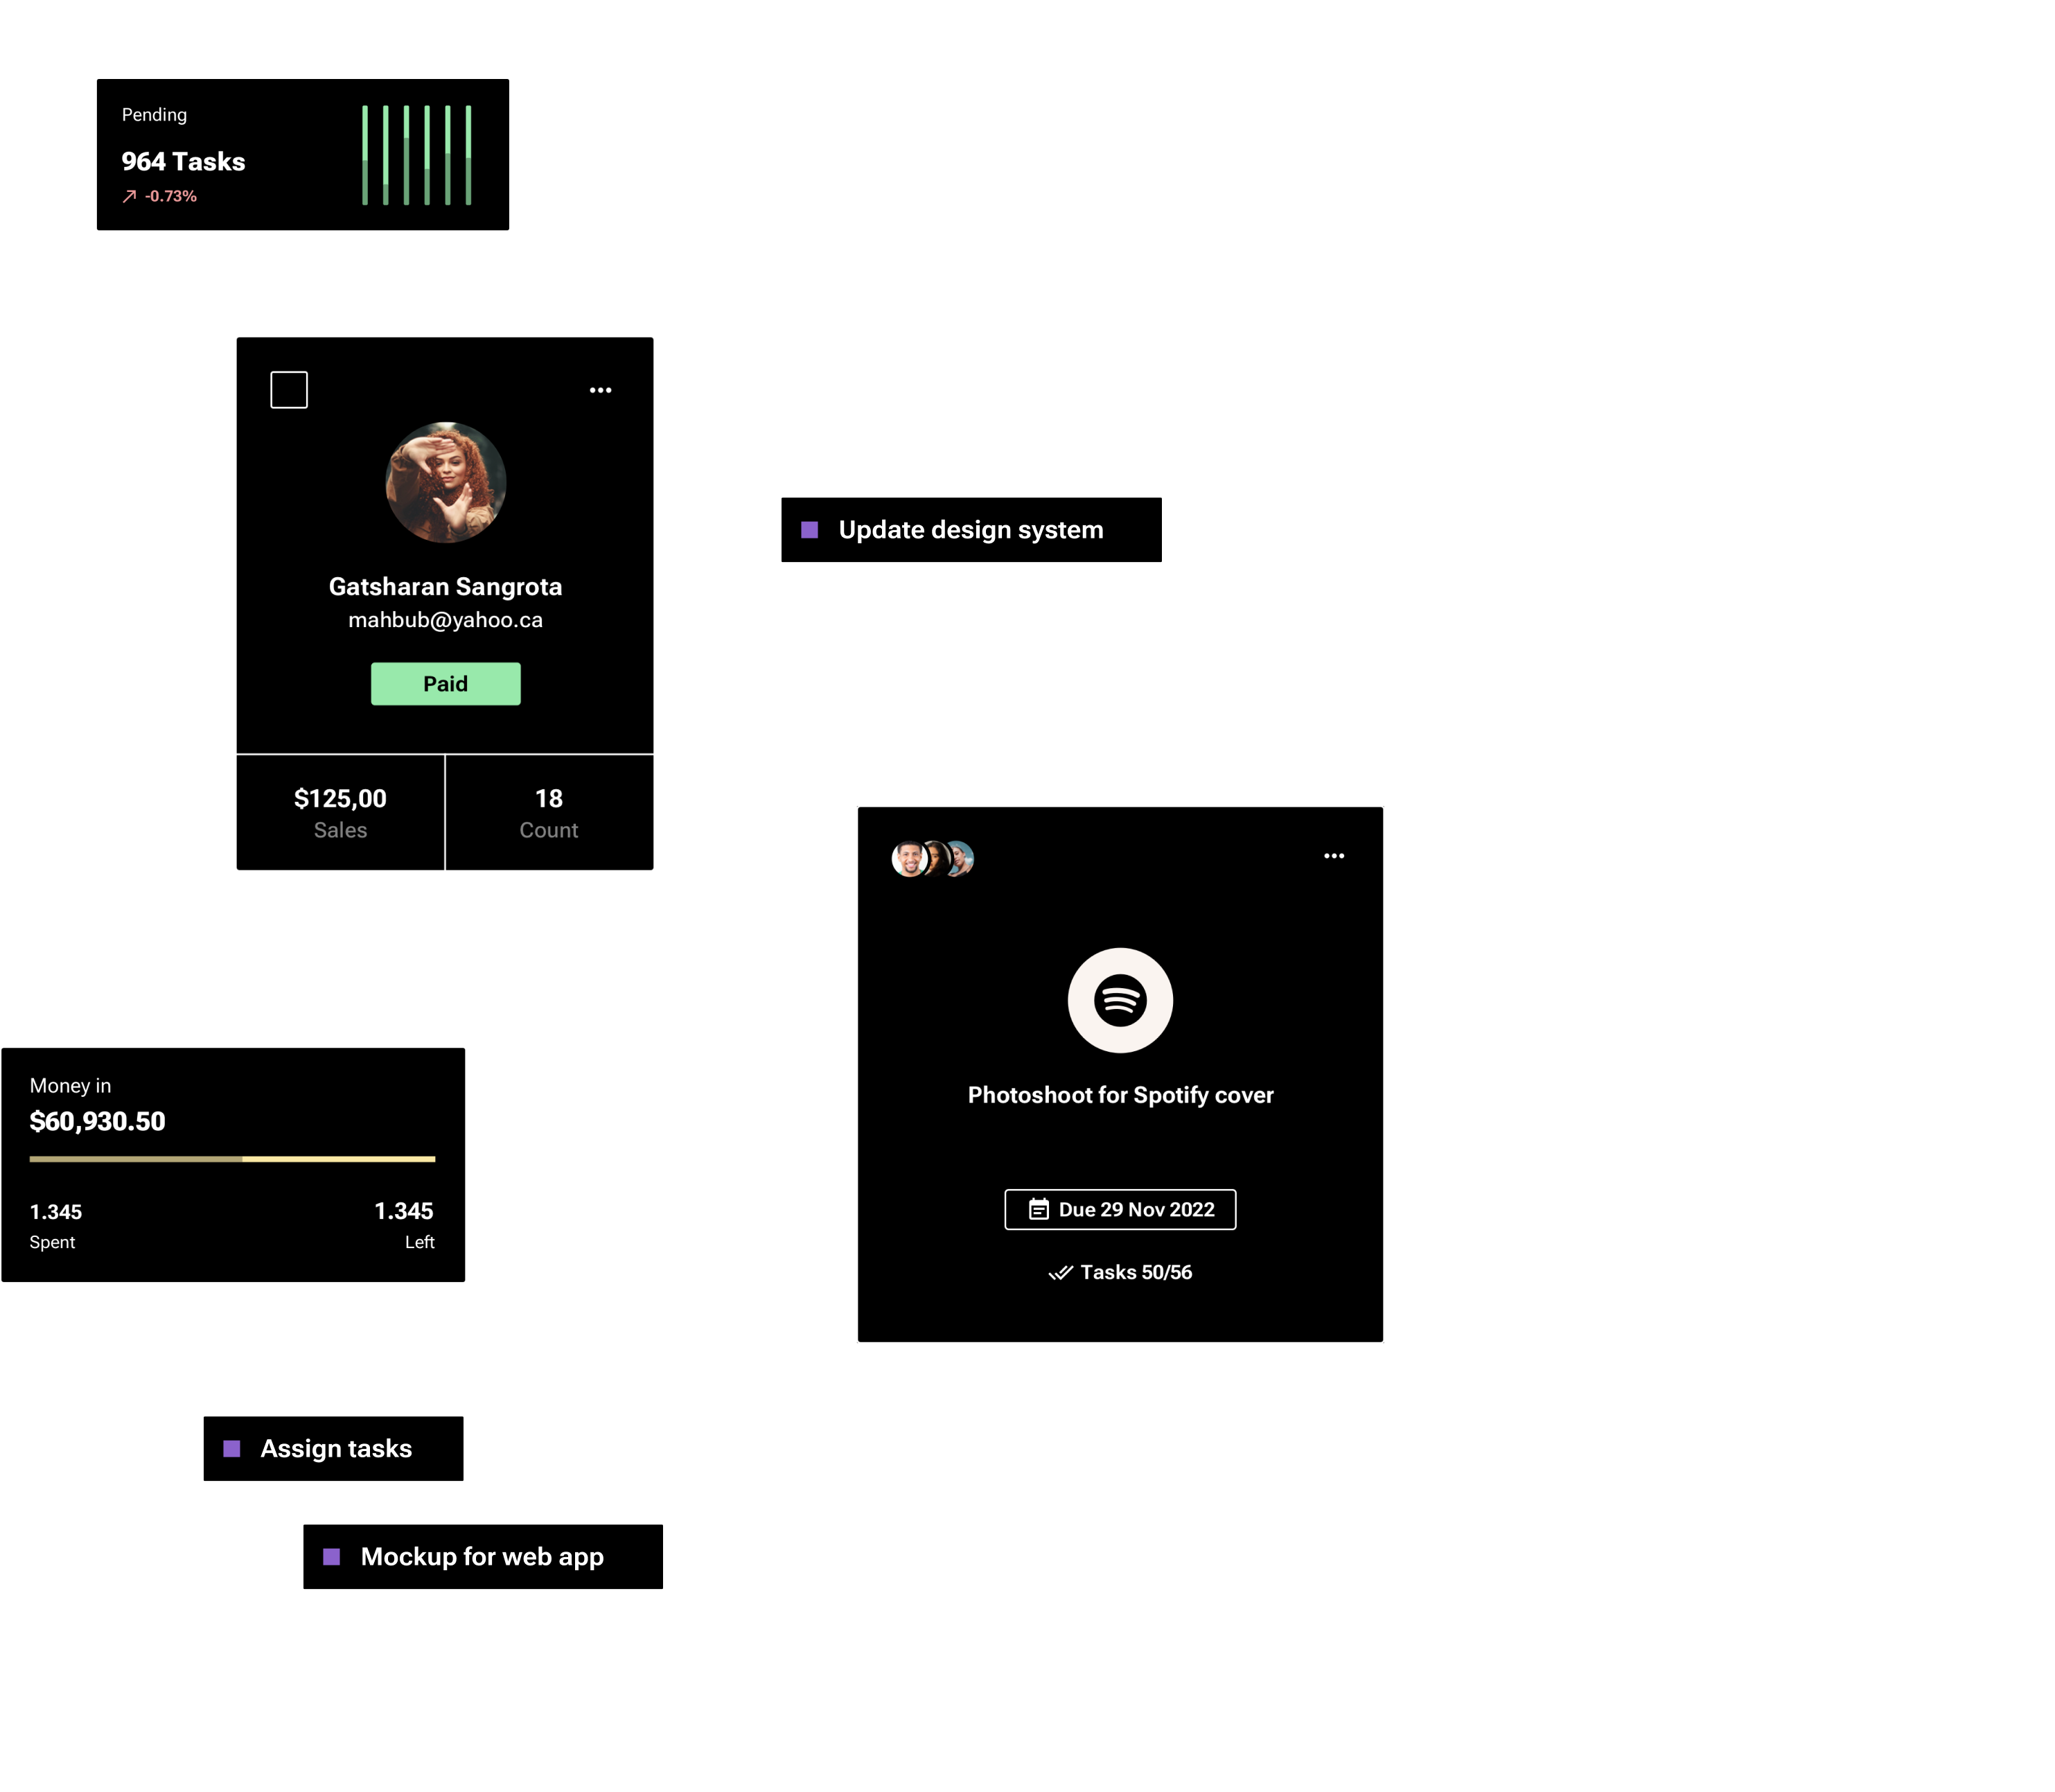 Pending
964 Tasks
-0.73%
Gatsharan Sangrota
mahbub@yahoo.ca
Paid
$125,00
Sales
18
Count
Update design system
Photoshoot for Spotify cover
Due 29 Nov 2022
Tasks 50/56
Money in
$60,930.50
1.345
Spent
1.345
Left
Assign tasks
Mockup for web app